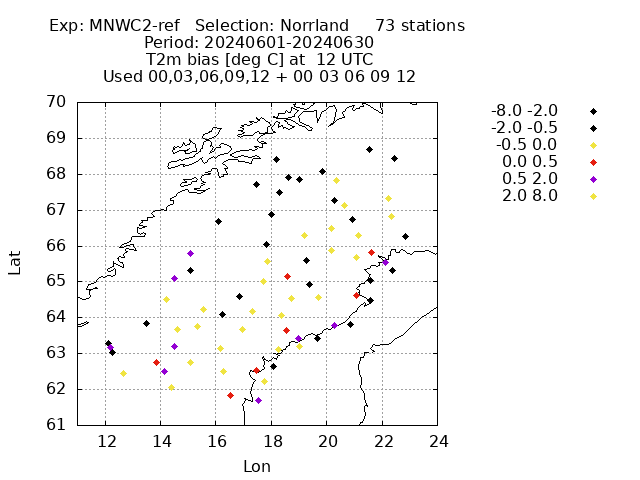 Exp: MNWC2-ref   Selection: Norrland     73 stations
Period: 20240601-20240630
T2m bias [deg C] at  12 UTC
Used 00,03,06,09,12 + 00 03 06 09 12
-8.0 -2.0
-2.0 -0.5
-0.5 0.0
0.0 0.5
0.5 2.0
2.0 8.0
70
69
68
67
66
65
64
63
62
61
Lat
12 14 16 18 20 22 24
Lon